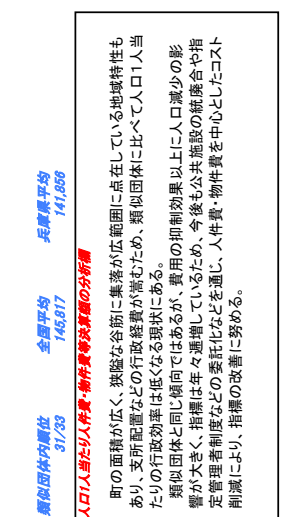 類似団体内順位 全国平均 兵庫県平均
31/33 145,817 141,856
人口1人当たり人件費・物件費等決算額の分析欄
町の面積が広く、狭隘な谷筋に集落が広範囲に点在している地域特性も
あり、支所配置などの行政経費が嵩むため、類似団体に比べて人口1人当
たりの行政効率は低くなる現状にある。
類似団体と同じ傾向ではあるが、費用の抑制効果以上に人口減少の影
響が大きく、指標は年々逓増しているため、今後も公共施設の統廃合や指
定管理者制度などの委託化などを通じ、人件費・物件費を中心としたコスト
削減により、指標の改善に努める。